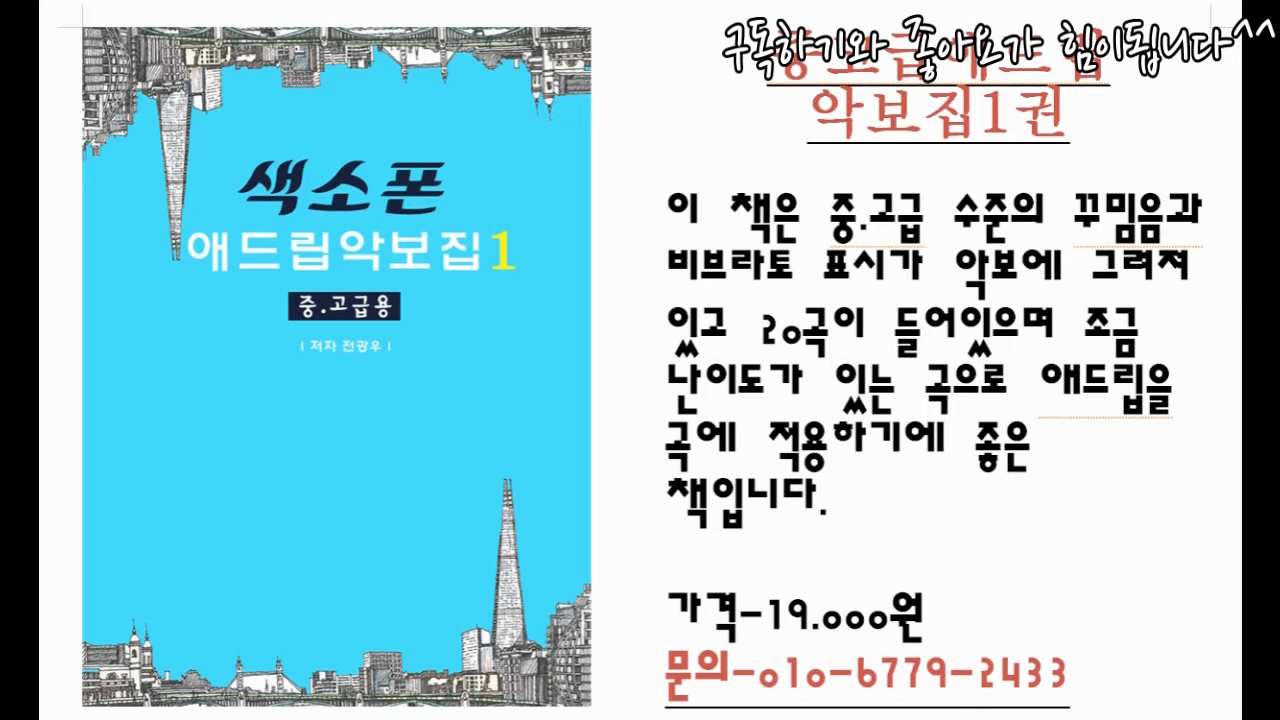 색소폰
애드립악보집1
중.고급용
| 저자 전광우 |
구독하기와 좋아요가 힘이됩니다^^
악보집1권
이 책은 중.고급 수준의 꾸밈음과
비브라토 표시가 악보에 그려져
있고 20곡이 들어있으며 조금
난이도가 있는 곡으로 애드립을
곡에 적용하기에 좋은
책입니다.
가격-19.000원
문의-010-6779-2433